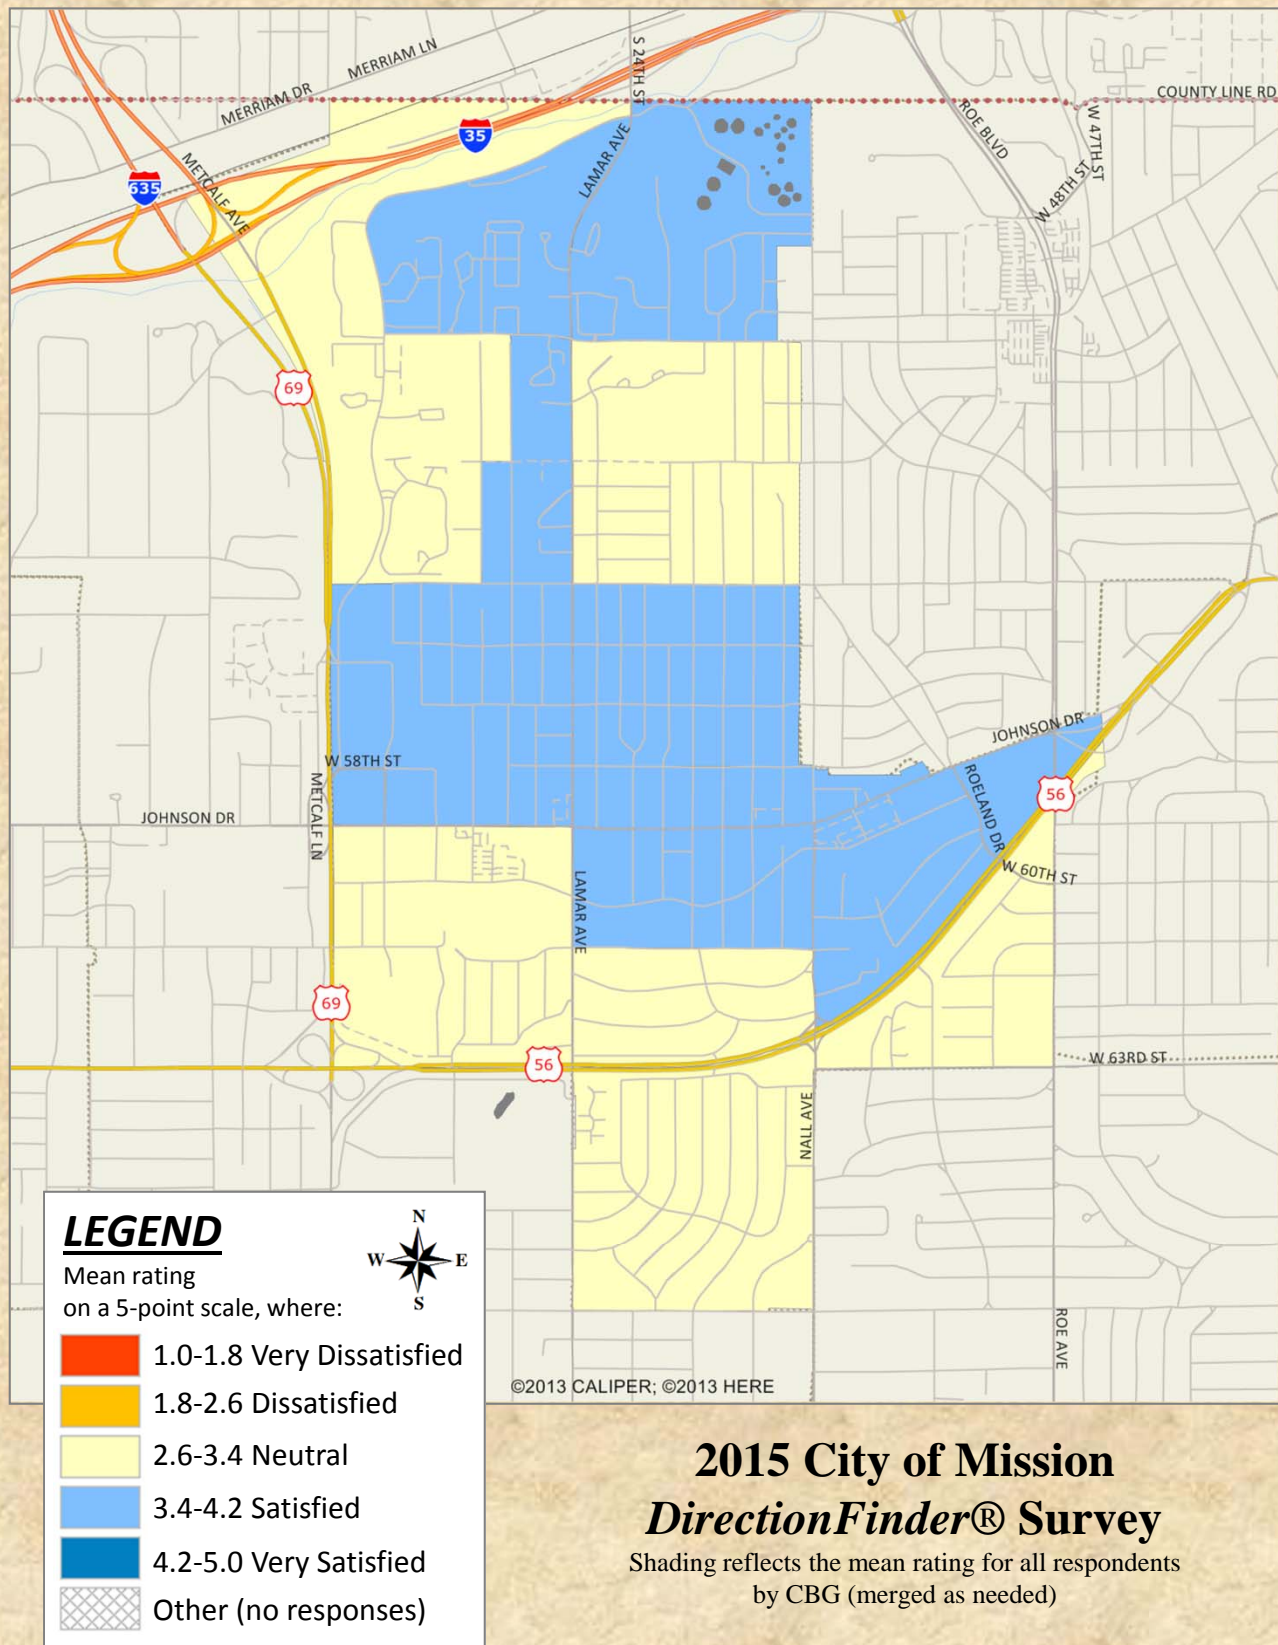 MERRIAM LN
S 24TH ST
MERRIAM DR
COUNTY LINE RD
ROE BLVD
W 47TH ST
35
LAMAR AVE
METCALF AVE
635
W 48TH ST
69
JOHNSON DR
W 58TH ST
ROELAND DR
METCALF LN
56
JOHNSON DR
W 60TH ST
LAMAR AVE
69
56
W 63RD ST
NALL AVE
ROE AVE
©2013 CALIPER; ©2013 HERE
LEGEND
N
W E
S
Mean rating
on a 5-point scale, where:
1.0-1.8 Very Dissatisfied
1.8-2.6 Dissatisfied
2.6-3.4 Neutral
3.4-4.2 Satisfied
4.2-5.0 Very Satisfied
Other (no responses)
2015 City of Mission
DirectionFinder® Survey
Shading reflects the mean rating for all respondents
by CBG (merged as needed)